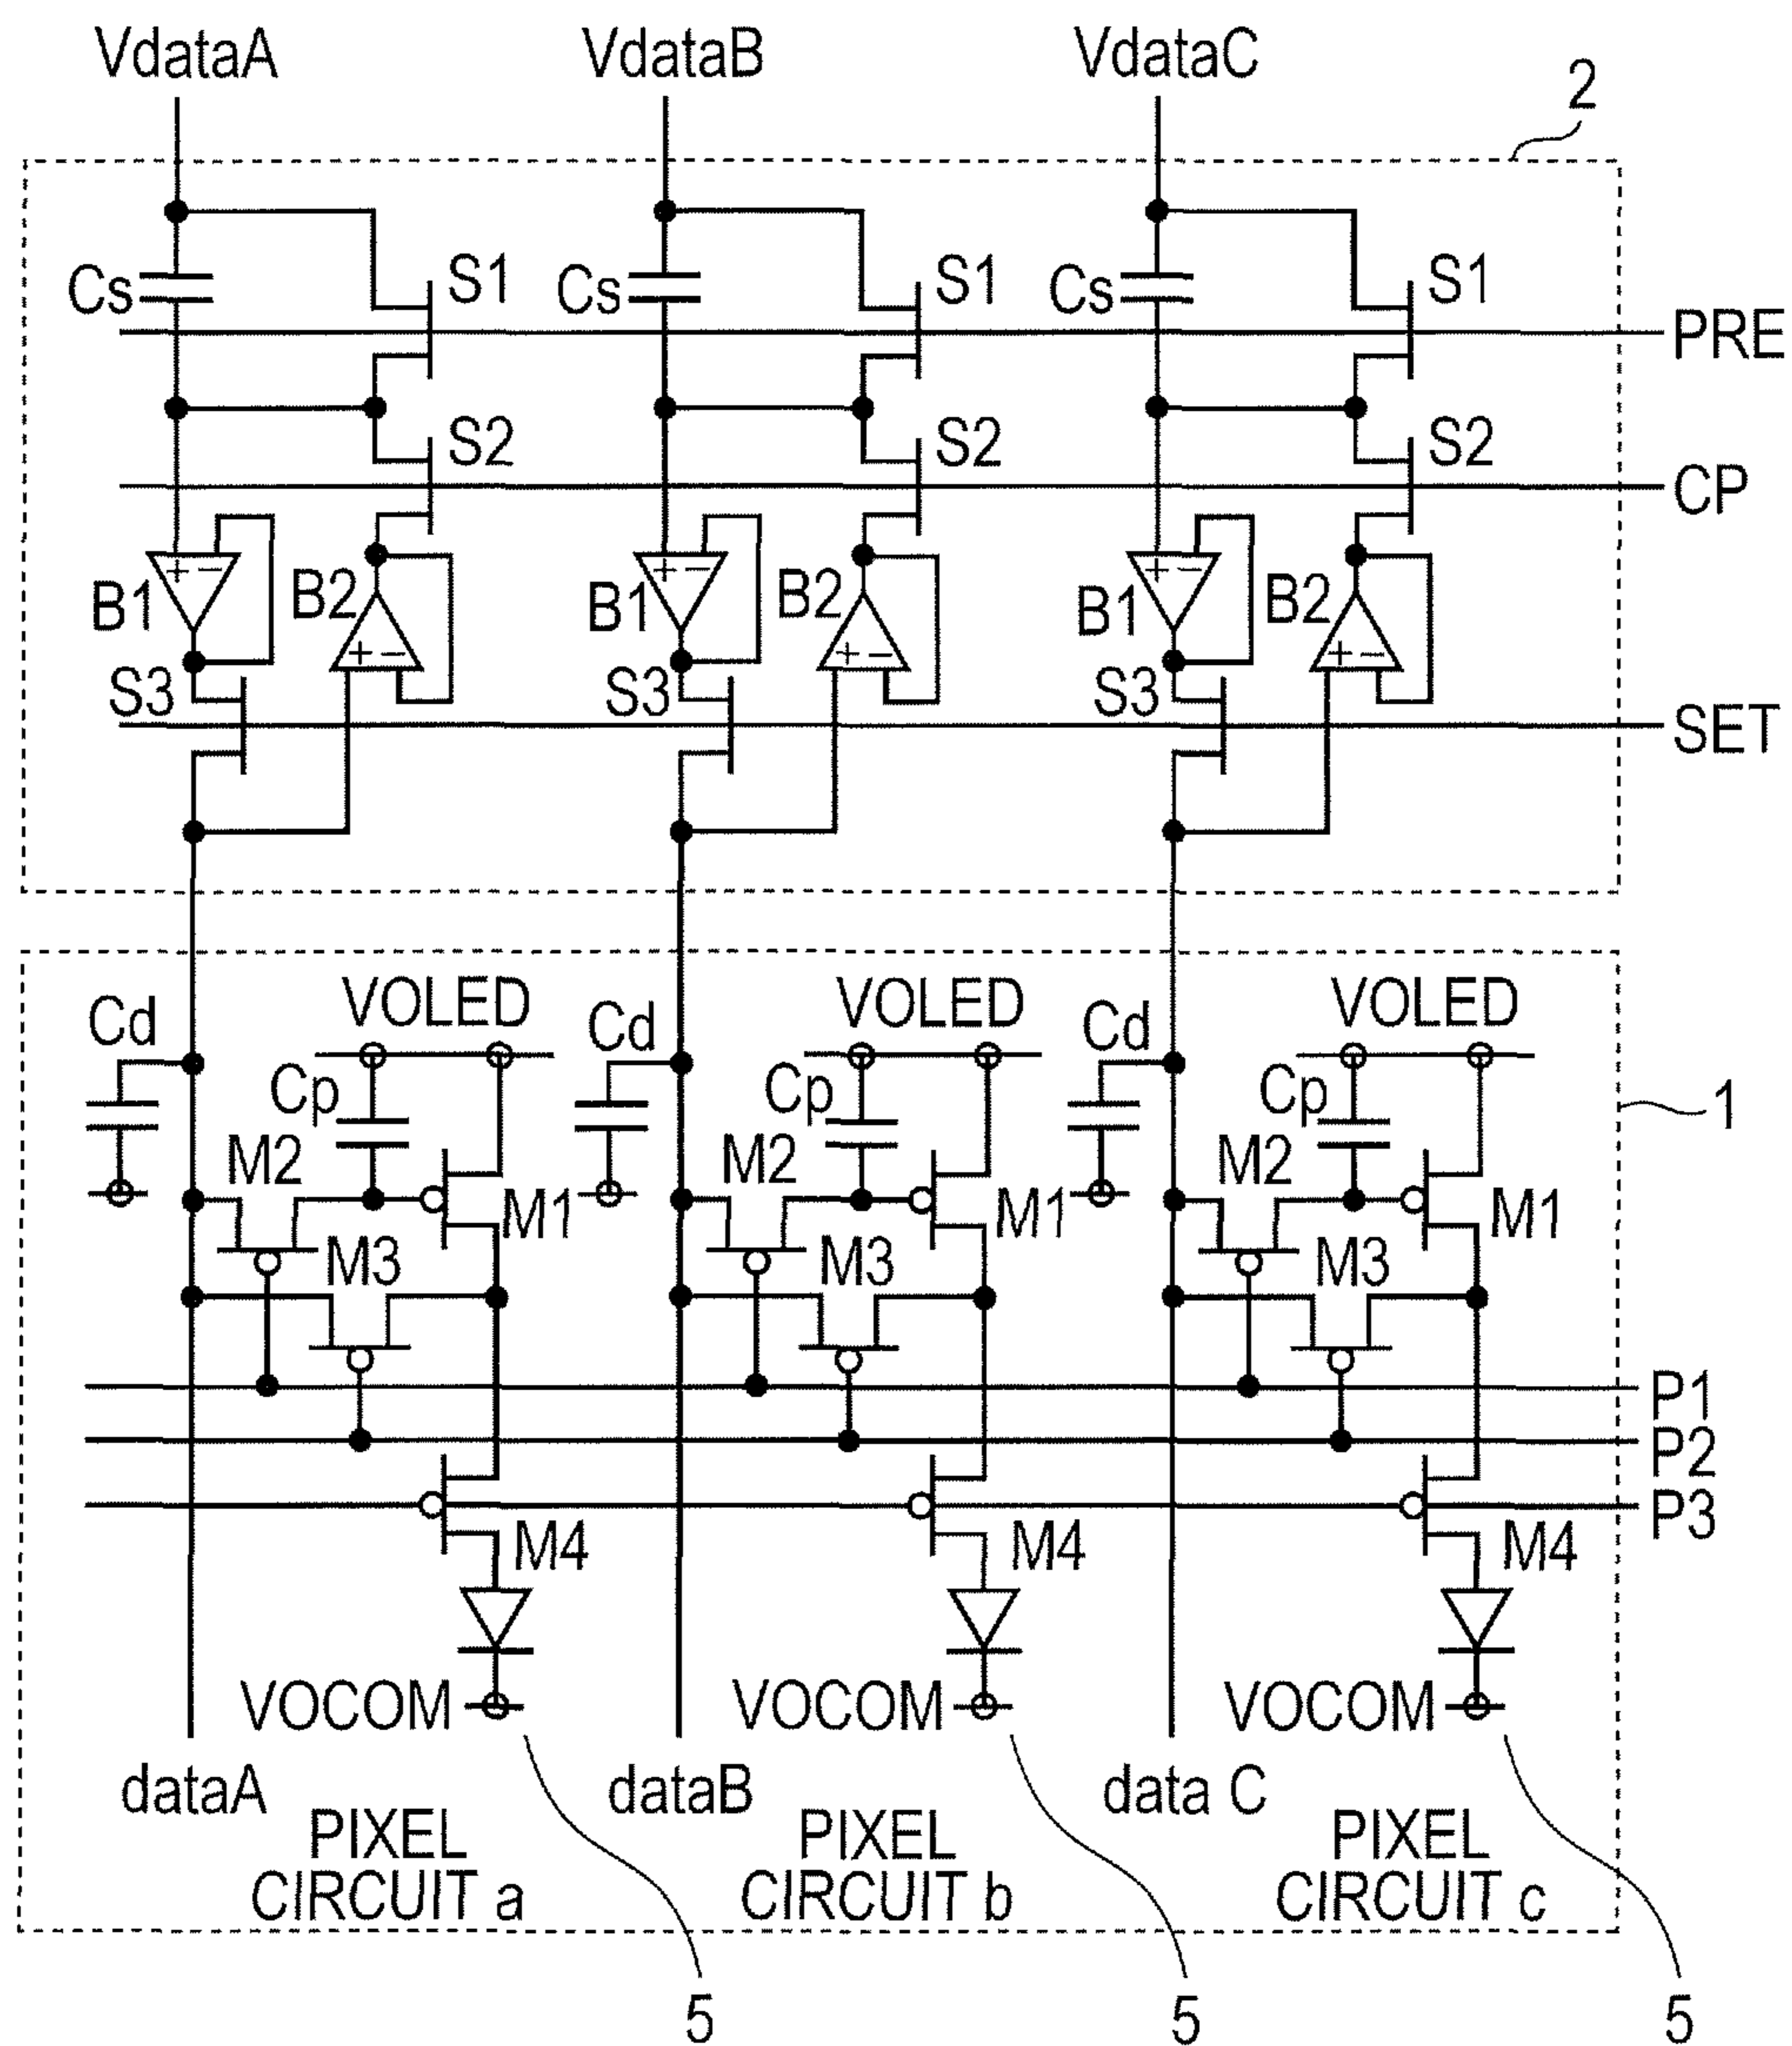 VdataA VdataB VdataC
2
Cs S1 Cs S1 Cs S1
PRE
S2 S2 S2
CP
+ − + − + −
B1 B2 B1 B2 B1 B2
+ − + − + −
S3 S3 S3
SET
VOLED VOLED VOLED
Cd Cd Cd
Cp Cp Cp
1
M2 M2 M2
M1 M1 M1
M3 M3 M3
P1
P2
P3
M4 M4 M4
VOCOM VOCOM VOCOM
dataA dataB data C
PIXEL PIXEL PIXEL
CIRCUIT a CIRCUIT b CIRCUIT c
5 5 5